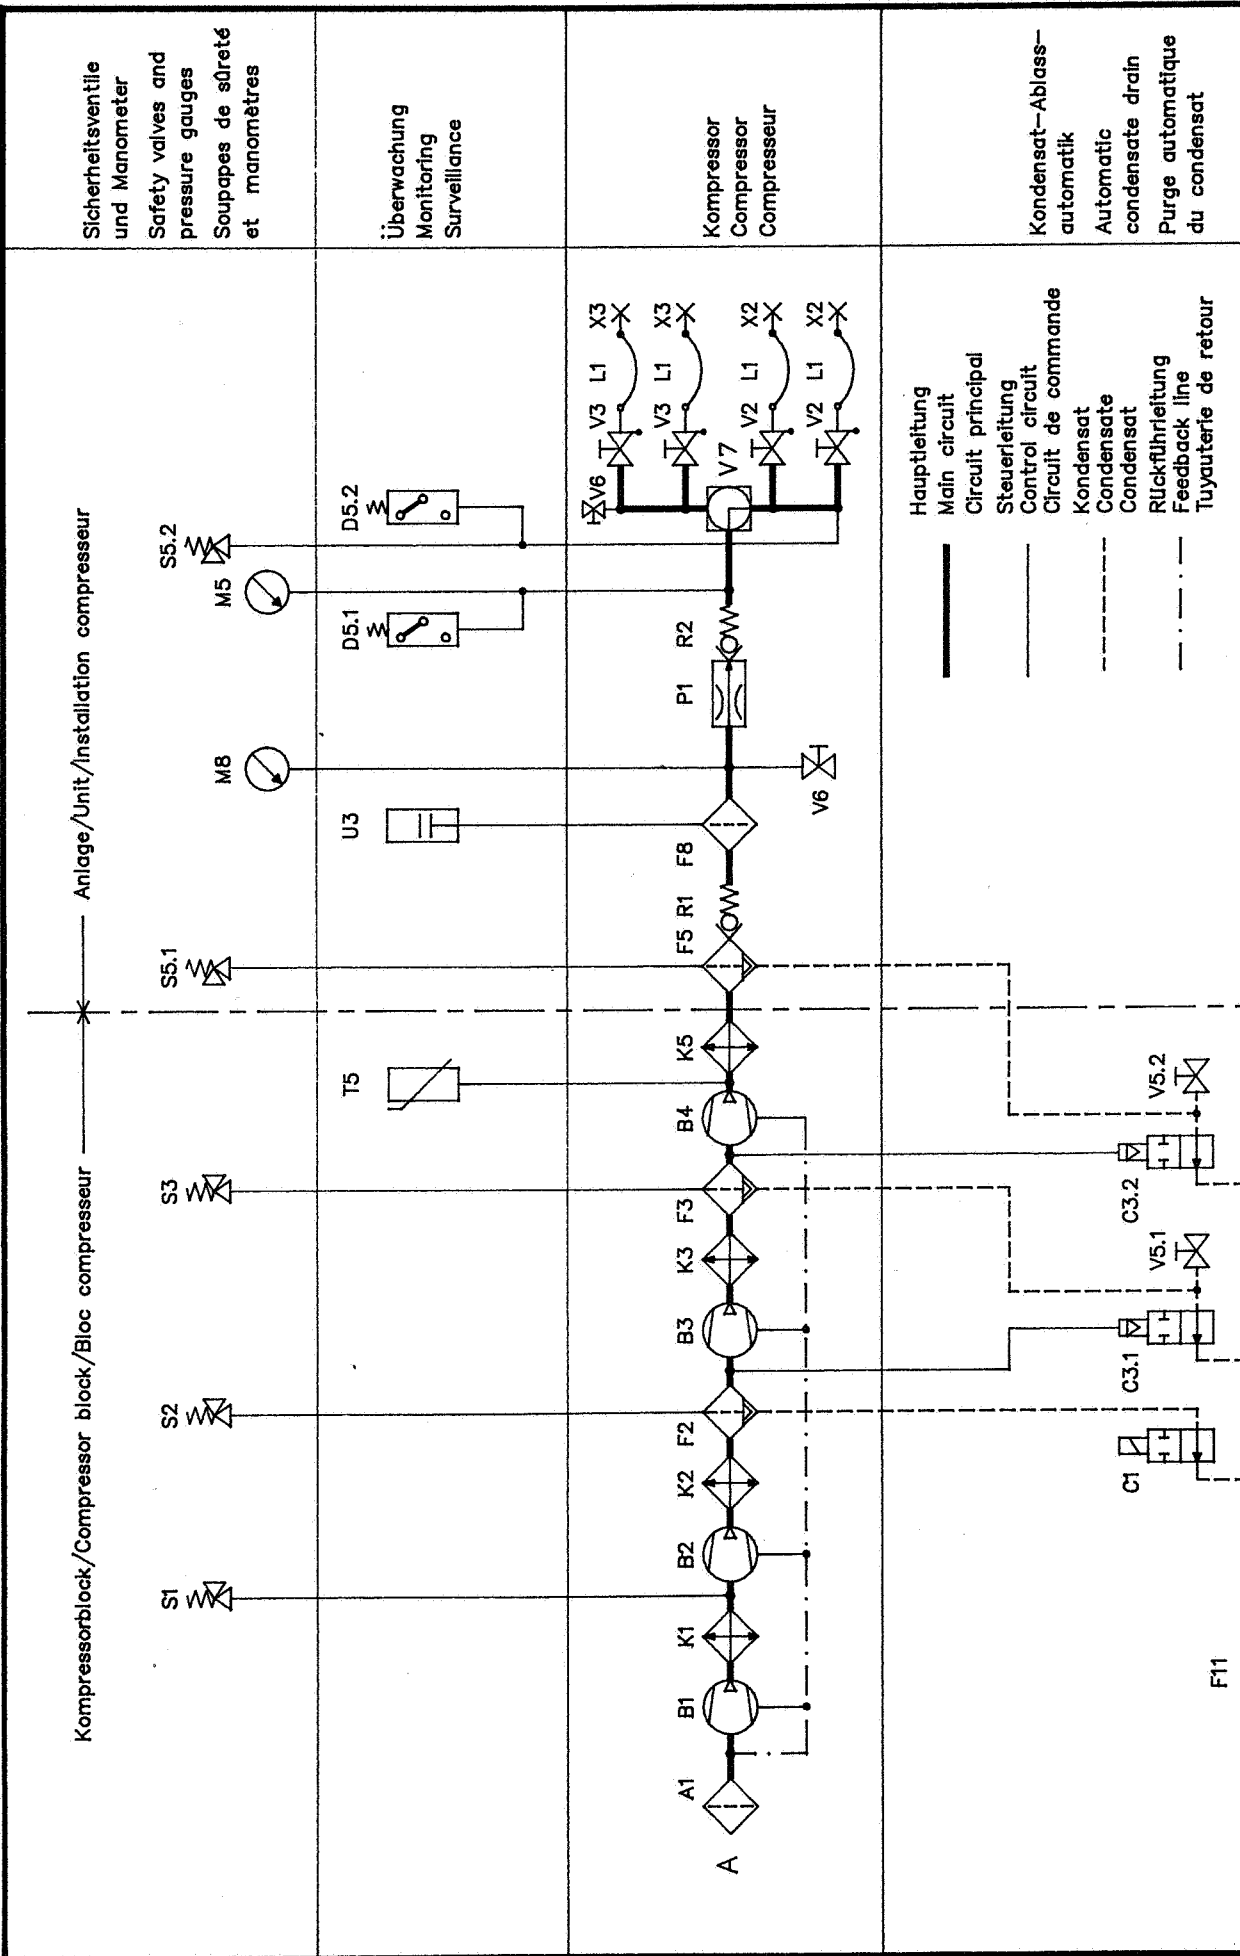 Kompressorblock/Compressor block/Bloc compresseur
Anlage/Unit/Installation compresseur
Sicherheitsventile
und Manometer
Safety valves and
pressure gauges
Soupapes de sûreté
et manomètres
S1
S2
S3
S5.1
M8
M5
S5.2
Überwachung
Monitoring
Surveillance
T5
U3
D5.1
D5.2
Kompressor
Compressor
Compresseur
A
A1
B1
K1
B2
K2
F2
B3
K3
F3
B4
K5
F5
R1
F8
P1
R2
V6
V7
V6
V3
L1
X3
V3
L1
X3
V2
L1
X2
V2
L1
X2
Kondensat-Ablass-
automatik
Automatic
condensate drain
Purge automatique
du condensat
C1
C3.1
V5.1
C3.2
V5.2
F11
Hauptleitung
Main circuit
Circuit principal
Steuerleitung
Control circuit
Circuit de commande
Kondensat
Condensate
Condensat
Rückführleitung
Feedback line
Tuyauterie de retour